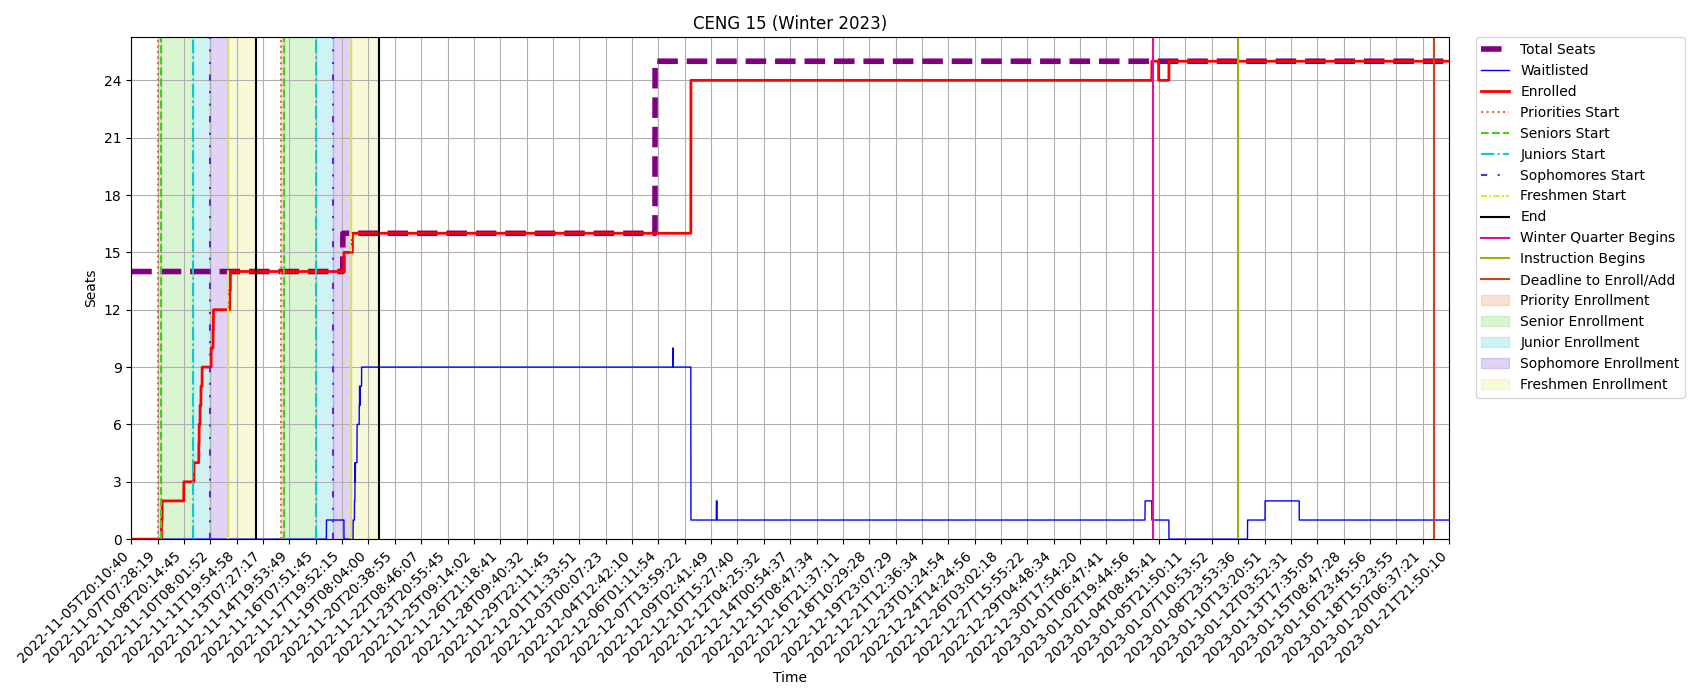 CENG 15 (Winter 2023)
Seats
24
21
18
15
12
9
6
3
0
2022-11-05T20:10:40
2022-11-07T07:28:19
2022-11-08T20:14:45
2022-11-10T08:01:52
2022-11-11T19:54:58
2022-11-13T07:27:17
2022-11-14T19:53:49
2022-11-16T07:51:45
2022-11-17T19:52:15
2022-11-19T08:04:00
2022-11-20T20:38:55
2022-11-22T08:46:07
2022-11-23T20:55:45
2022-11-25T09:14:02
2022-11-26T21:18:41
2022-11-28T09:40:32
2022-11-29T22:11:45
2022-12-01T11:33:51
2022-12-03T00:07:23
2022-12-04T12:42:10
2022-12-06T01:11:54
2022-12-07T13:59:22
2022-12-09T02:41:49
2022-12-10T15:27:40
2022-12-12T04:25:32
2022-12-14T00:54:37
2022-12-15T08:47:34
2022-12-16T21:37:11
2022-12-18T10:29:28
2022-12-19T23:07:29
2022-12-21T12:36:34
2022-12-23T01:24:54
2022-12-24T14:24:56
2022-12-26T03:02:18
2022-12-27T15:55:22
2022-12-29T04:48:34
2022-12-30T17:54:20
2023-01-01T06:47:41
2023-01-02T19:44:56
2023-01-04T08:45:41
2023-01-05T21:50:11
2023-01-07T10:53:52
2023-01-08T23:53:36
2023-01-10T13:20:51
2023-01-12T03:52:31
2023-01-13T17:35:05
2023-01-15T08:47:28
2023-01-16T23:45:56
2023-01-18T15:23:55
2023-01-20T06:37:21
2023-01-21T21:50:10
Time
Total Seats
Waitlisted
Enrolled
Priorities Start
Seniors Start
Juniors Start
Sophomores Start
Freshmen Start
End
Winter Quarter Begins
Instruction Begins
Deadline to Enroll/Add
Priority Enrollment
Senior Enrollment
Junior Enrollment
Sophomore Enrollment
Freshmen Enrollment